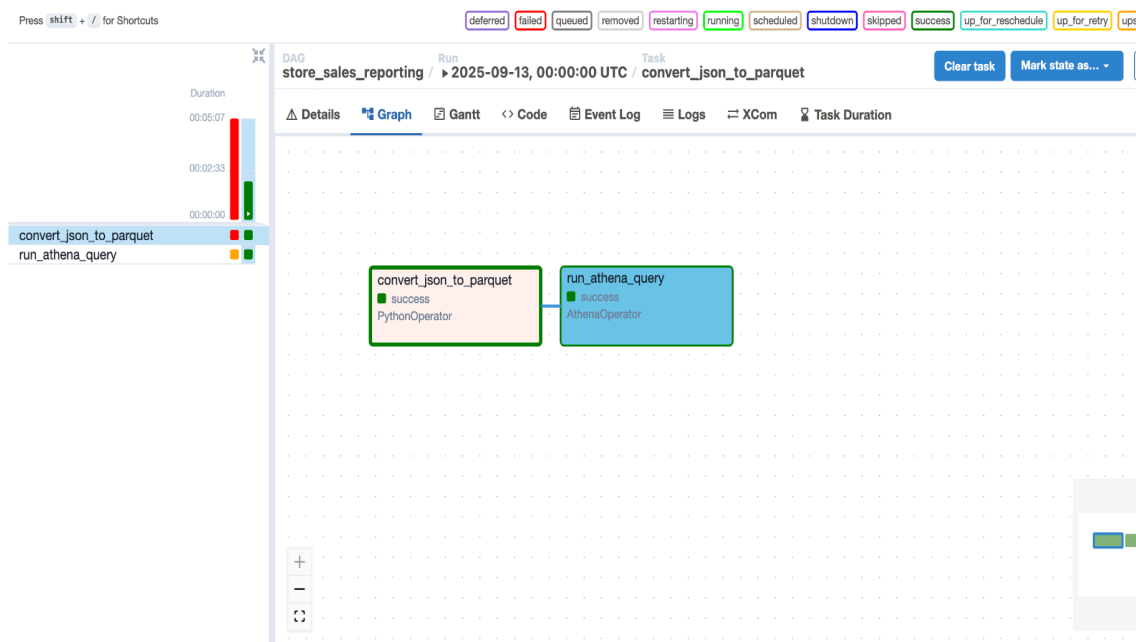 Press shift + / for Shortcuts
deferred failed queued removed restarting running scheduled shutdown skipped success up_for_reschedule up_for_retry ups
DAG Run Task
store_sales_reporting / 2025-09-13, 00:00:00 UTC / convert_json_to_parquet
Clear task Mark state as...
Details Graph Gantt <> Code Event Log Logs XCom Task Duration
Duration
00:05:07
00:02:33
00:00:00
convert_json_to_parquet
run_athena_query
convert_json_to_parquet
success
PythonOperator
run_athena_query
success
AthenaOperator